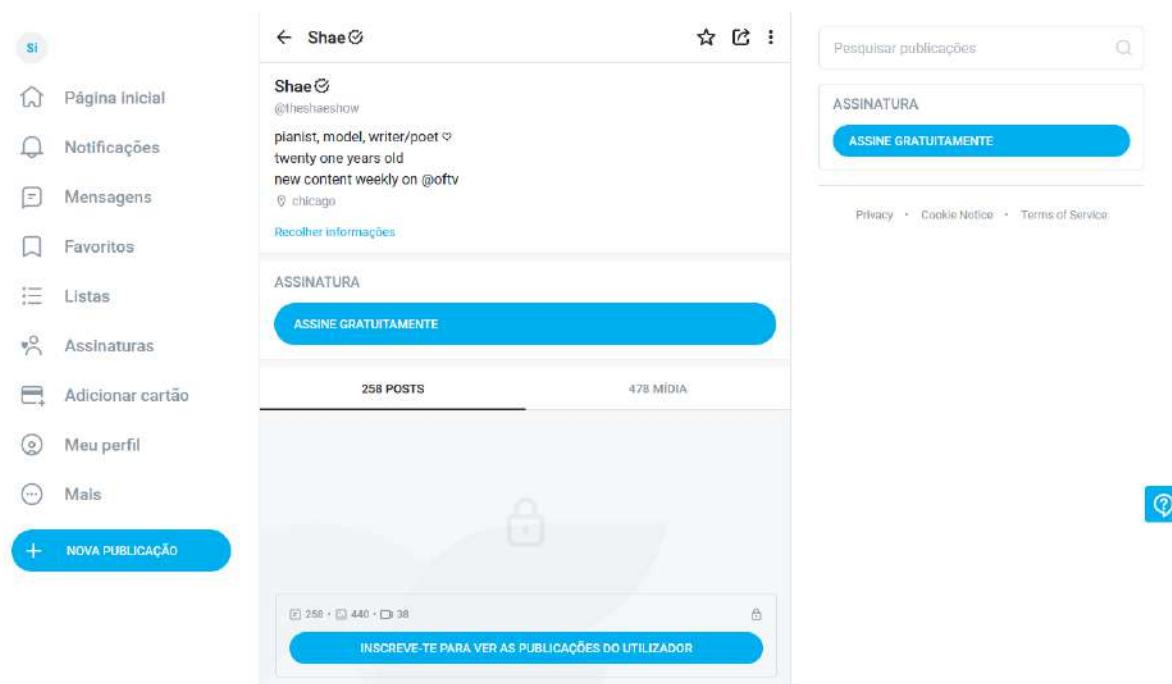 Si
Página inicial
Notificações
Mensagens
Favoritos
Listas
Assinaturas
Adicionar cartão
Meu perfil
Mais
+ NOVA PUBLICAÇÃO
Shae
Shae
@theshaeshow
pianist, model, writer/poet ♡
twenty one years old
new content weekly on @oftv
chicago
Recolher informações
ASSINATURA
ASSINE GRATUITAMENTE
258 POSTS
478 MÍDIA
258 • 440 • 38
INSCREVE-TE PARA VER AS PUBLICAÇÕES DO UTILIZADOR
Pesquisar publicações
ASSINATURA
ASSINE GRATUITAMENTE
Privacy • Cookie Notice • Terms of Service